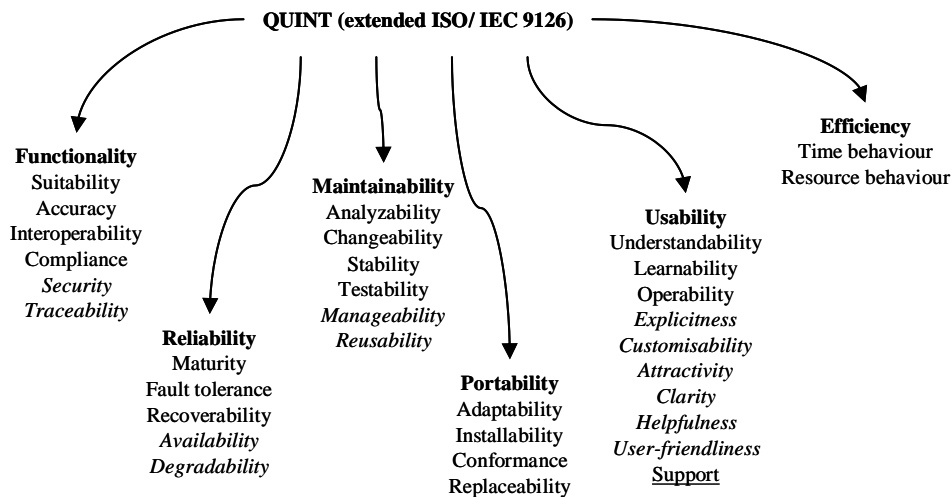 QUINT (extended ISO/ IEC 9126)
Functionality
Suitability
Accuracy
Interoperability
Compliance
Security
Traceability
Reliability
Maturity
Fault tolerance
Recoverability
Availability
Degradability
Maintainability
Analyzability
Changeability
Stability
Testability
Manageability
Reusability
Portability
Adaptability
Installability
Conformance
Replaceability
Usability
Understandability
Learnability
Operability
Explicitness
Customisability
Attractivity
Clarity
Helpfulness
User-friendliness
Support
Efficiency
Time behaviour
Resource behaviour